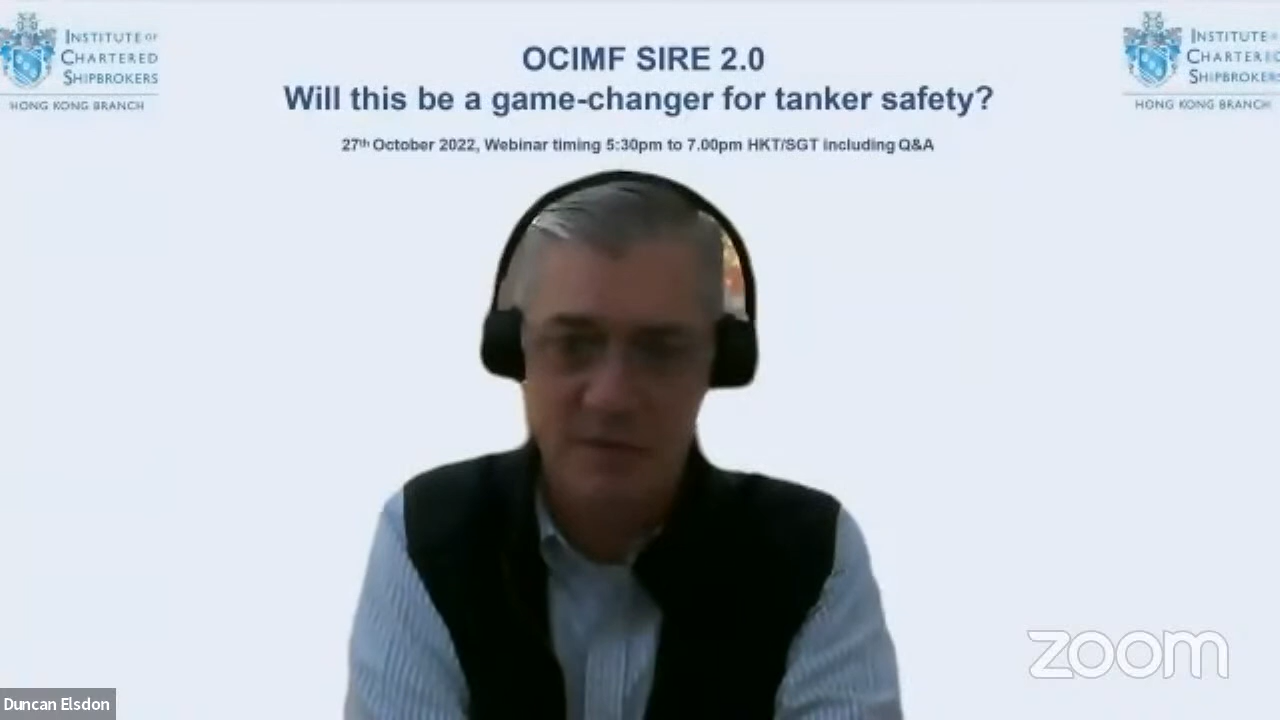 INSTITUTE OF
CHARTERED
SHIPBROKERS
HONG KONG BRANCH
OCIMF SIRE 2.0
Will this be a game-changer for tanker safety?
27th October 2022, Webinar timing 5:30pm to 7.00pm HKT/SGT including Q&A
INSTITUTE
CHARTERED
SHIPBROKERS
HONG KONG BRANCH
zoom
Duncan Elsdon